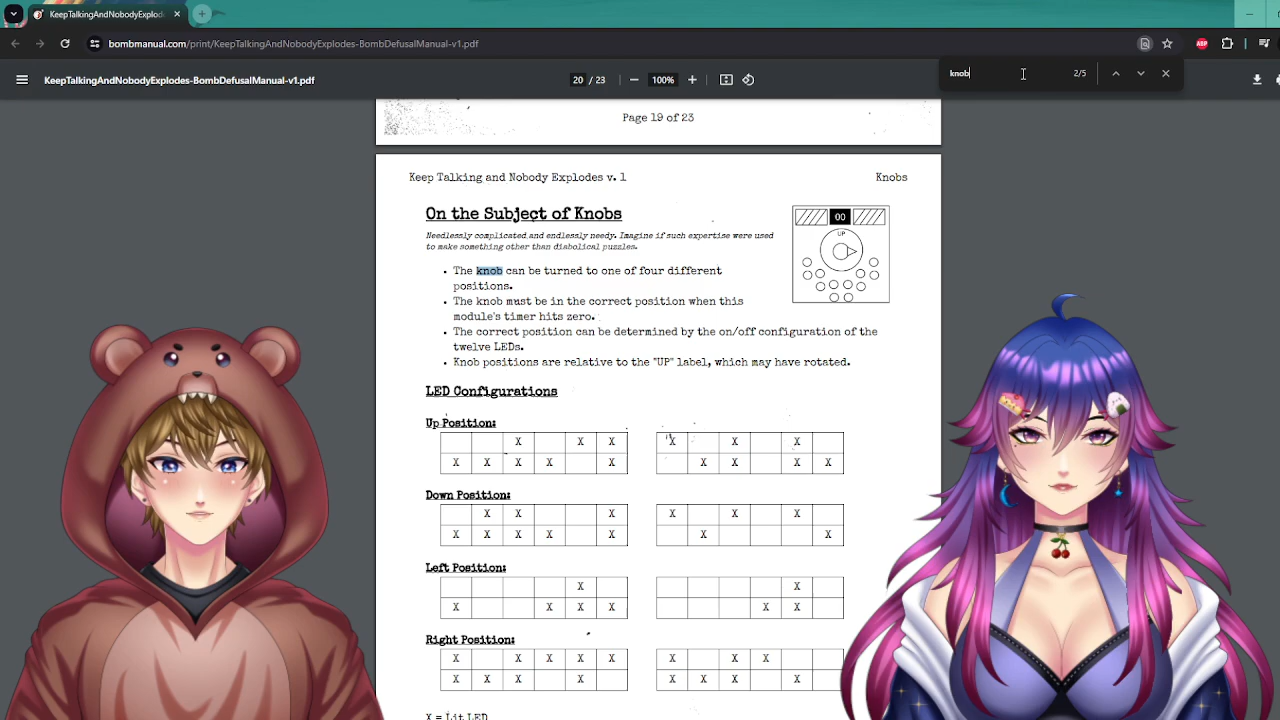 KeepTalkingAndNobodyExplod
bombmanual.com/print/KeepTalkingAndNobodyExplodes-BombDefusalManual-v1.pdf
ABP
KeepTalkingAndNobodyExplodes-BombDefusalManual-v1.pdf
20 / 23
100%
knob
2/5
Page 19 of 23
Keep Talking and Nobody Explodes v. 1
Knobs
On the Subject of Knobs
Needlessly complicated and endlessly needy. Imagine if such expertise were used
to make something other than diabolical puzzles.
00
UP
• The knob can be turned to one of four different
positions.
• The knob must be in the correct position when this
module's timer hits zero.
• The correct position can be determined by the on/off configuration of the
twelve LEDs.
• Knob positions are relative to the "UP" label, which may have rotated.
LED Configurations
Up Position:
X X X X X X
X X X X X X X X X
Down Position:
X X X X X X
X X X X X X X
Left Position:
X X
X X X X X X
Right Position:
X X X X X X X X
X X X X X X X X X X
X = Lit LED